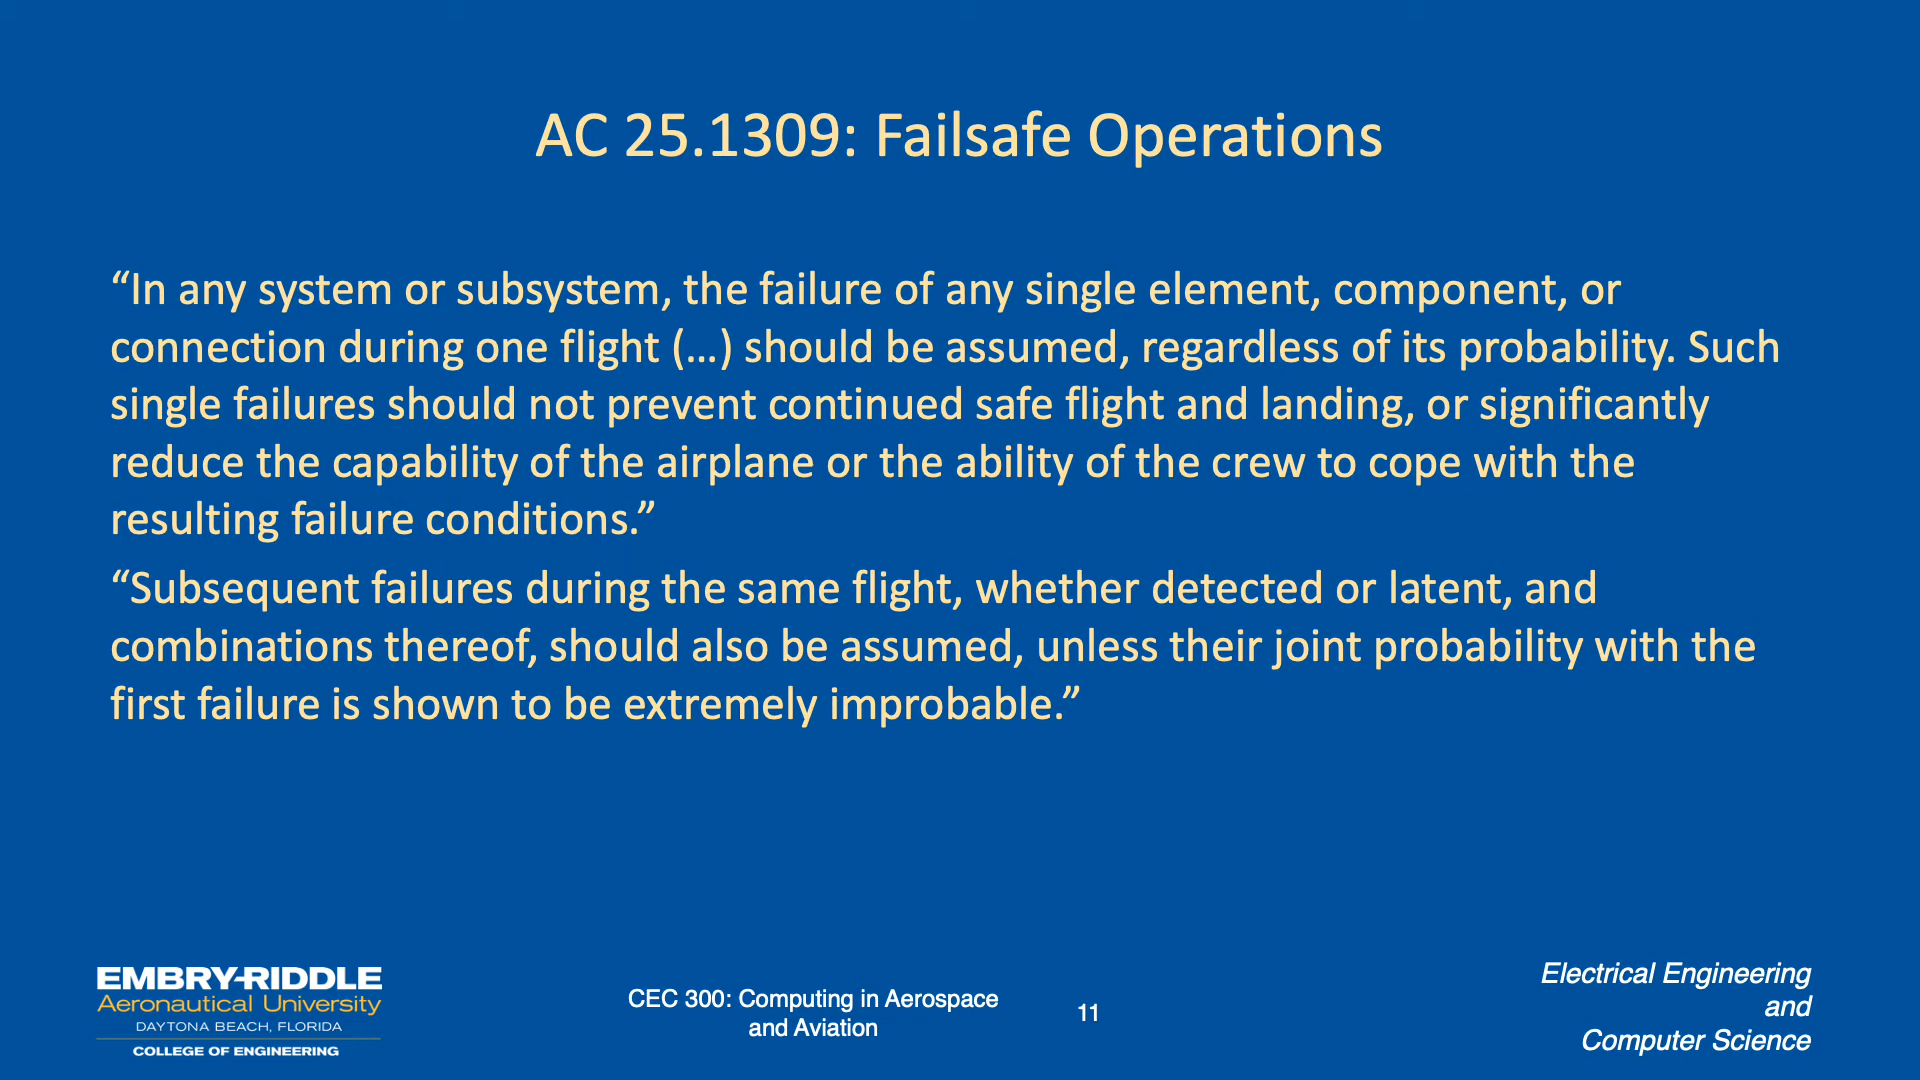 AC 25.1309: Failsafe Operations
“In any system or subsystem, the failure of any single element, component, or
connection during one flight (…) should be assumed, regardless of its probability. Such
single failures should not prevent continued safe flight and landing, or significantly
reduce the capability of the airplane or the ability of the crew to cope with the
resulting failure conditions.”
“Subsequent failures during the same flight, whether detected or latent, and
combinations thereof, should also be assumed, unless their joint probability with the
first failure is shown to be extremely improbable.”
EMBRY-RIDDLE
Aeronautical University
DAYTONA BEACH, FLORIDA
COLLEGE OF ENGINEERING
CEC 300: Computing in Aerospace
and Aviation
11
Electrical Engineering
and
Computer Science